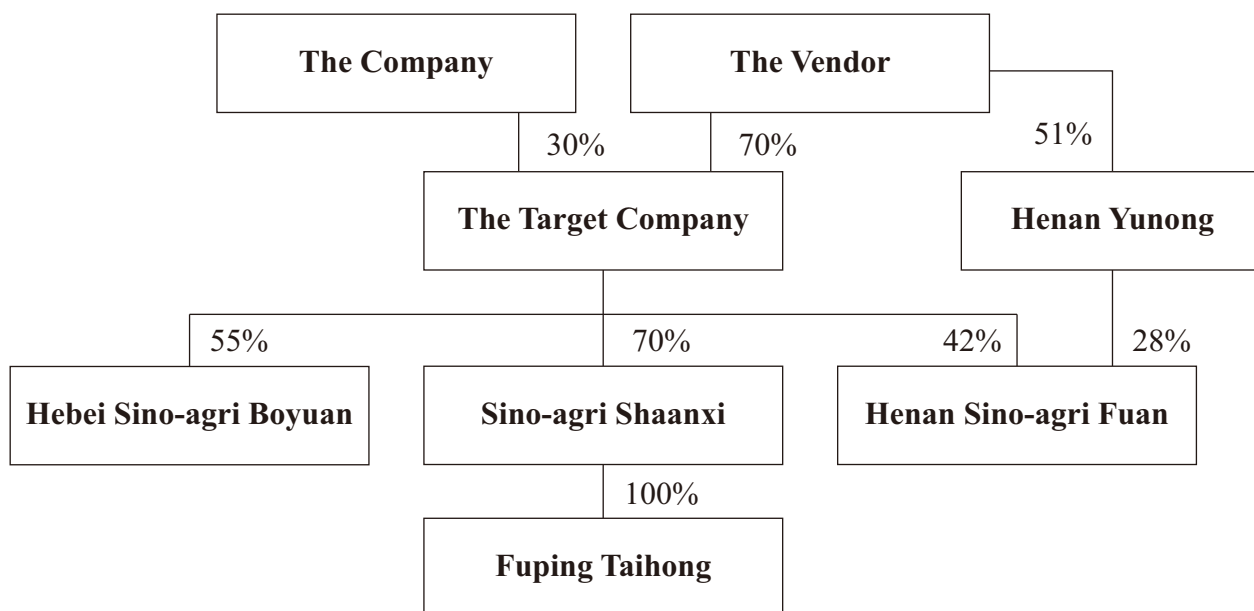 The Company
The Vendor
30%
70%
51%
The Target Company
Henan Yunong
55%
70%
42%
28%
Hebei Sino-agri Boyuan
Sino-agri Shaanxi
Henan Sino-agri Fuan
100%
Fuping Taihong